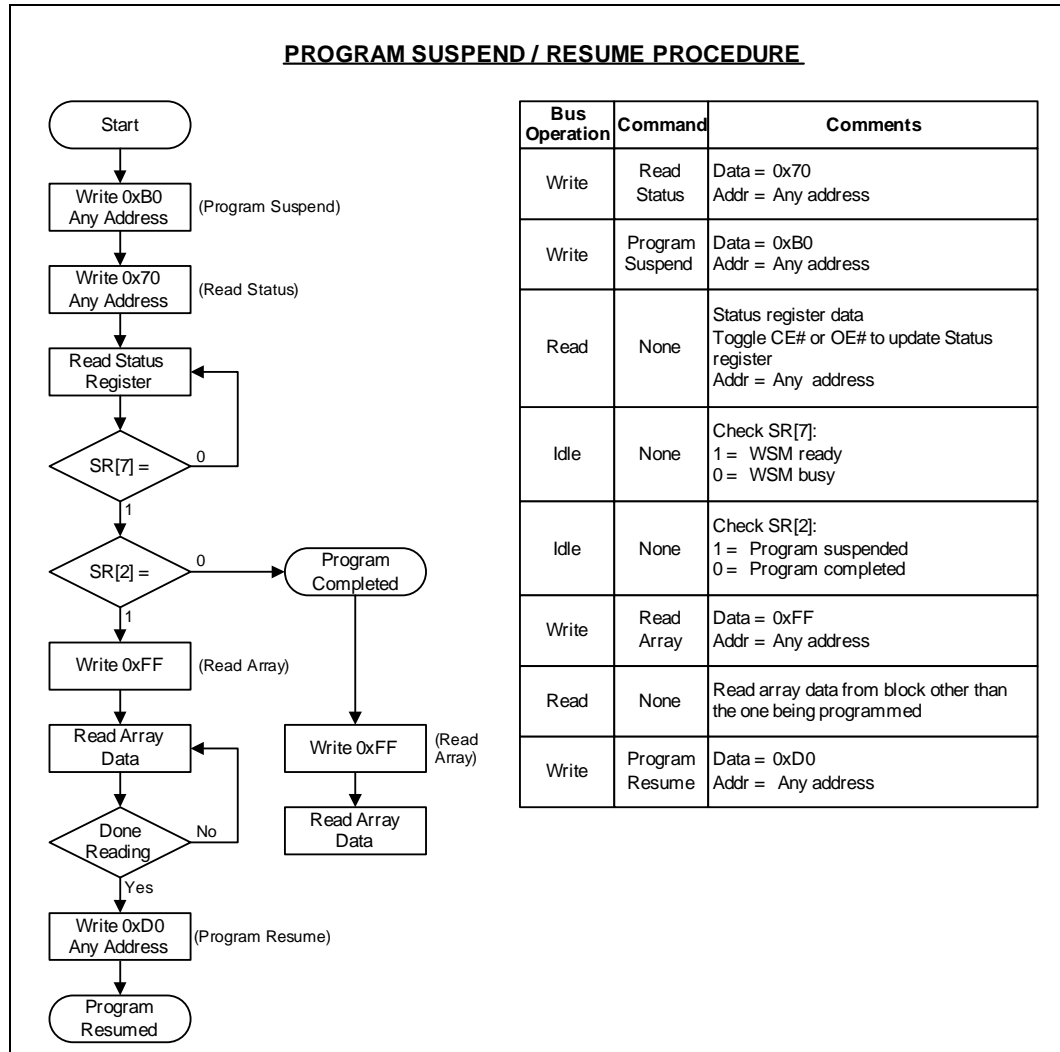 PROGRAM SUSPEND / RESUME PROCEDURE
Start
Write 0xB0
Any Address
(Program Suspend)
Write 0x70
Any Address
(Read Status)
Read Status
Register
SR[7] =
0
1
SR[2] =
0
1
Program
Completed
Write 0xFF
(Read Array)
Read Array
Data
Write 0xFF
(Read
Array)
Read Array
Data
Done
Reading
No
Yes
Write 0xD0
Any Address
(Program Resume)
Program
Resumed
Bus
Operation
Command
Comments
Write
Read
Status
Data = 0x70
Addr = Any address
Write
Program
Suspend
Data = 0xB0
Addr = Any address
Read
None
Status register data
Toggle CE# or OE# to update Status
register
Addr = Any address
Idle
None
Check SR[7]:
1 = WSM ready
0 = WSM busy
Idle
None
Check SR[2]:
1 = Program suspended
0 = Program completed
Write
Read
Array
Data = 0xFF
Addr = Any address
Read
None
Read array data from block other than
the one being programmed
Write
Program
Resume
Data = 0xD0
Addr = Any address